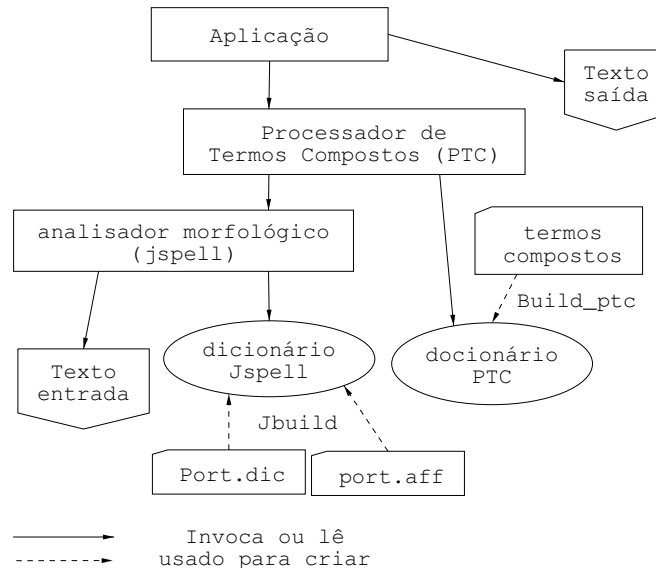 Aplicação
Texto
saída
Processador de
Termos Compostos (PTC)
analisador morfológico
(jspell)
termos
compostos
Build_ptc
Texto
entrada
dicionário
Jspell
docionário
PTC
Jbuild
Port.dic
port.aff
Invoca ou lê
usado para criar